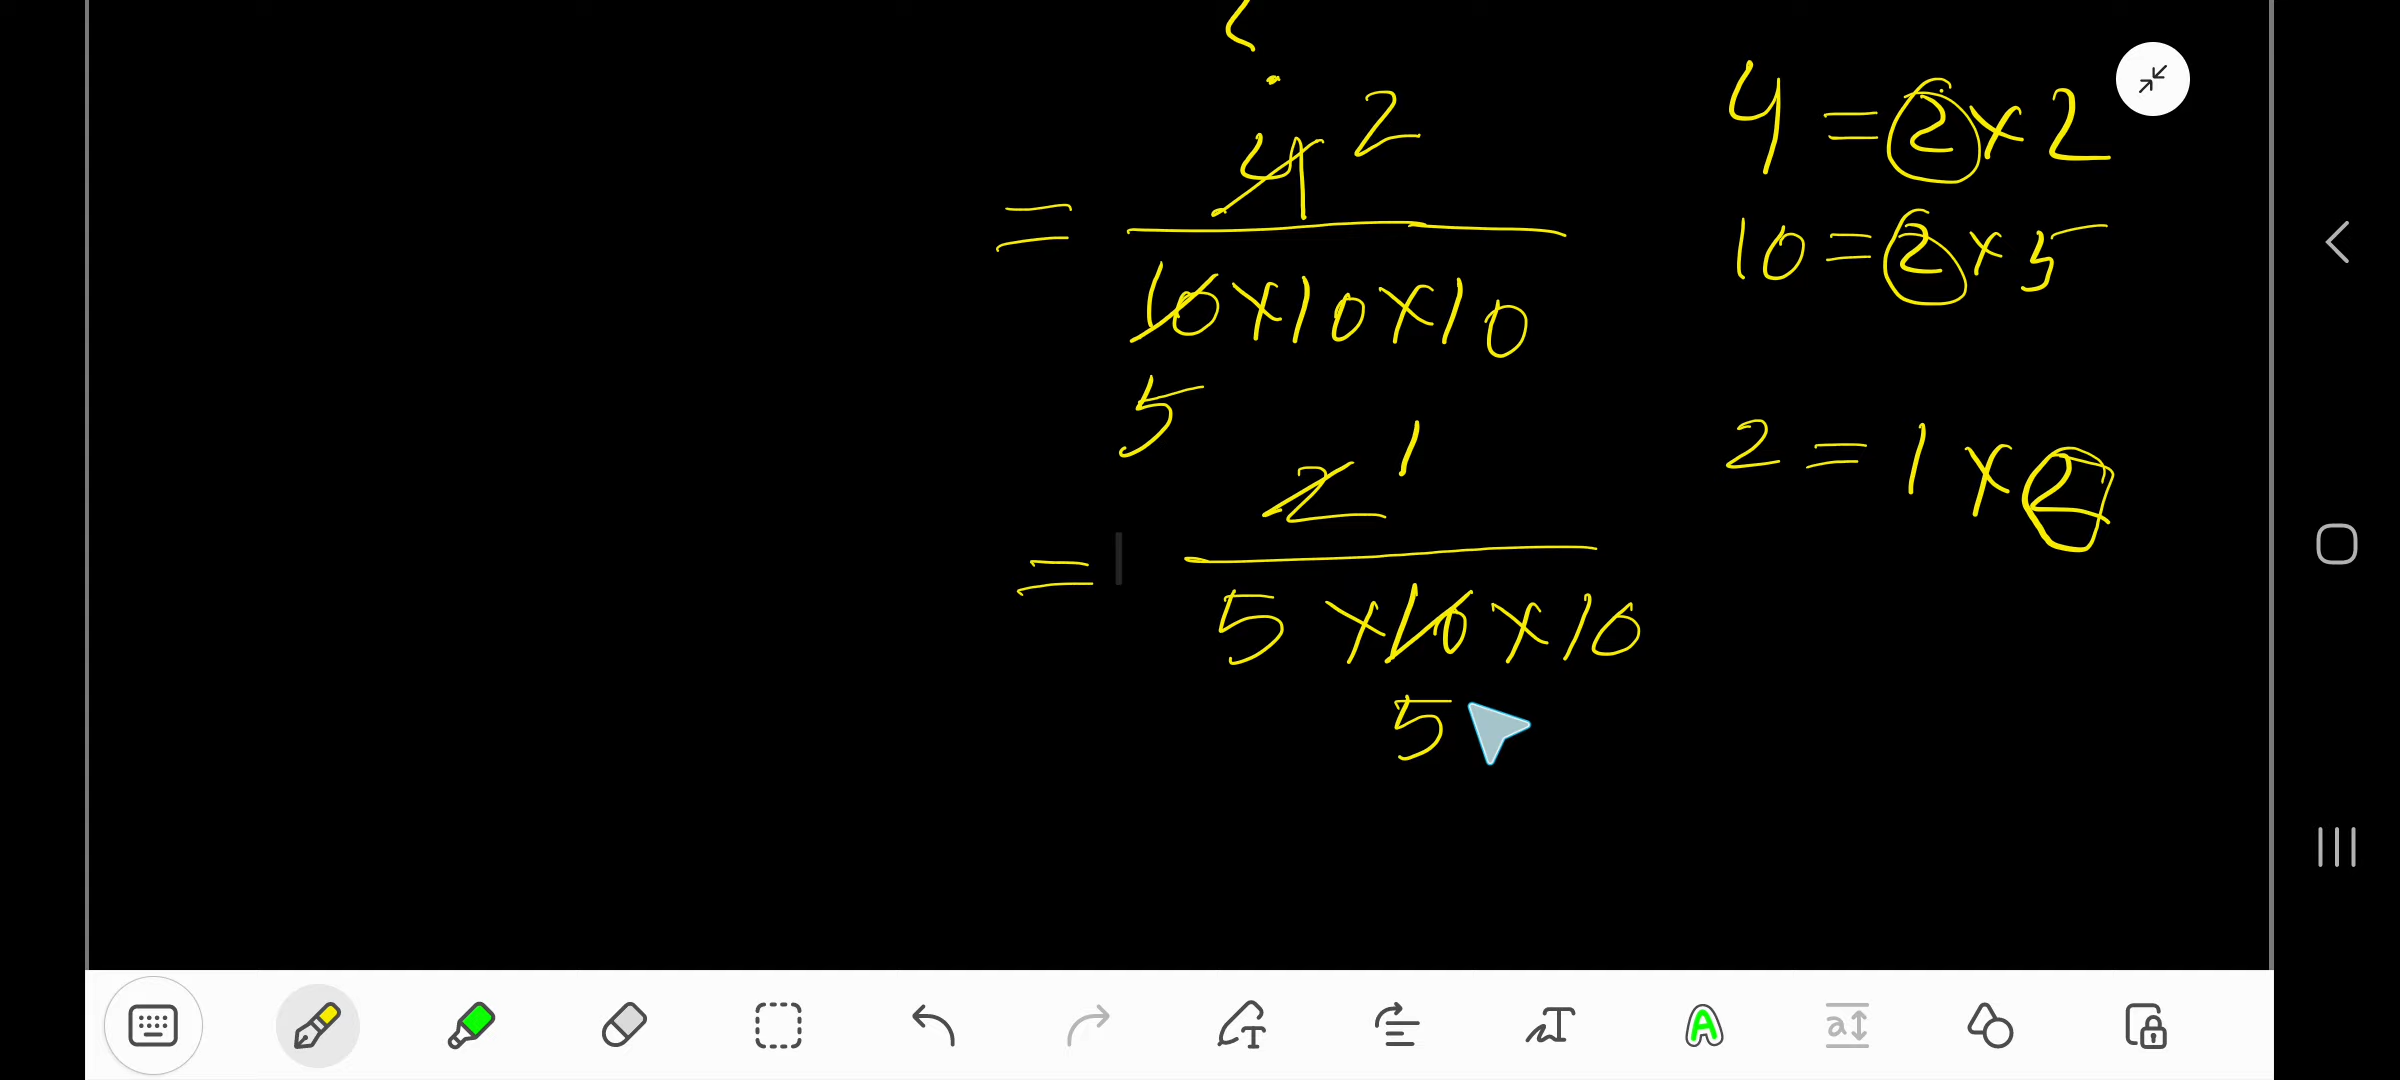 4 2
= 
10×10×10
5
4 = 2×2
10 = 2×5
2 1
=
5×10×10
5
2 = 1×2